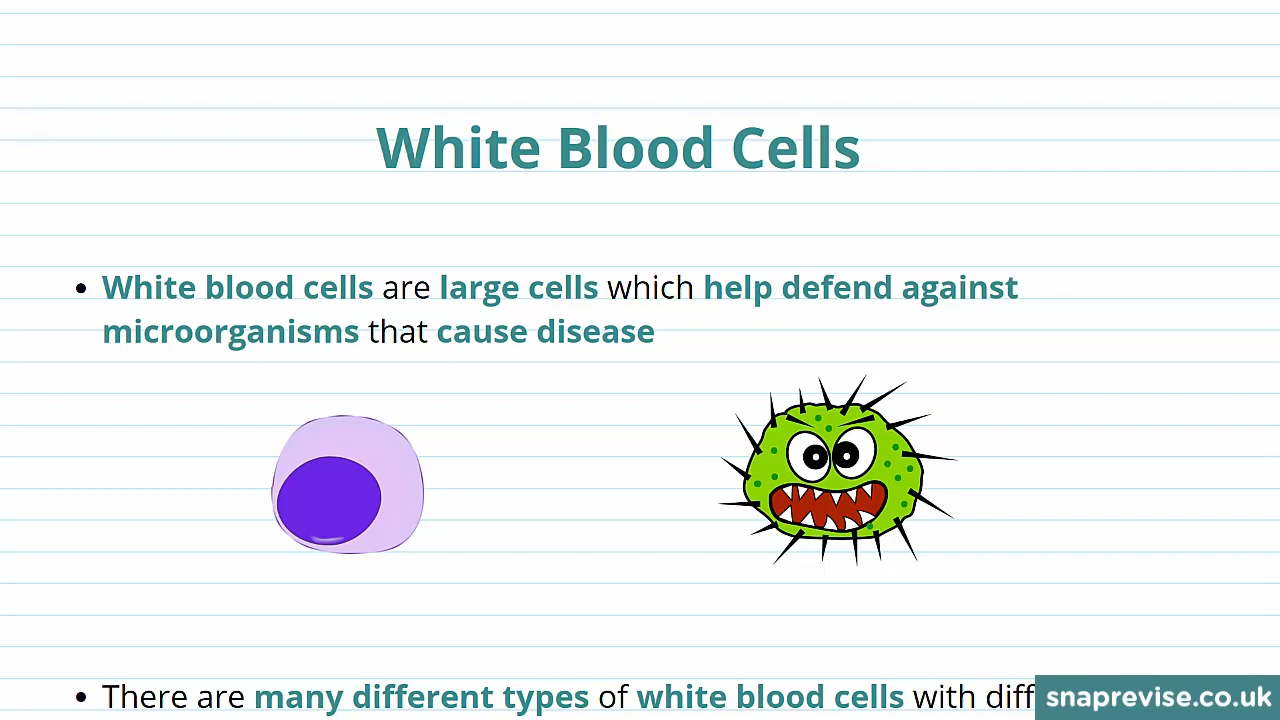 White Blood Cells
White blood cells are large cells which help defend against
microorganisms that cause disease
There are many different types of white blood cells with
snaprevise.co.uk